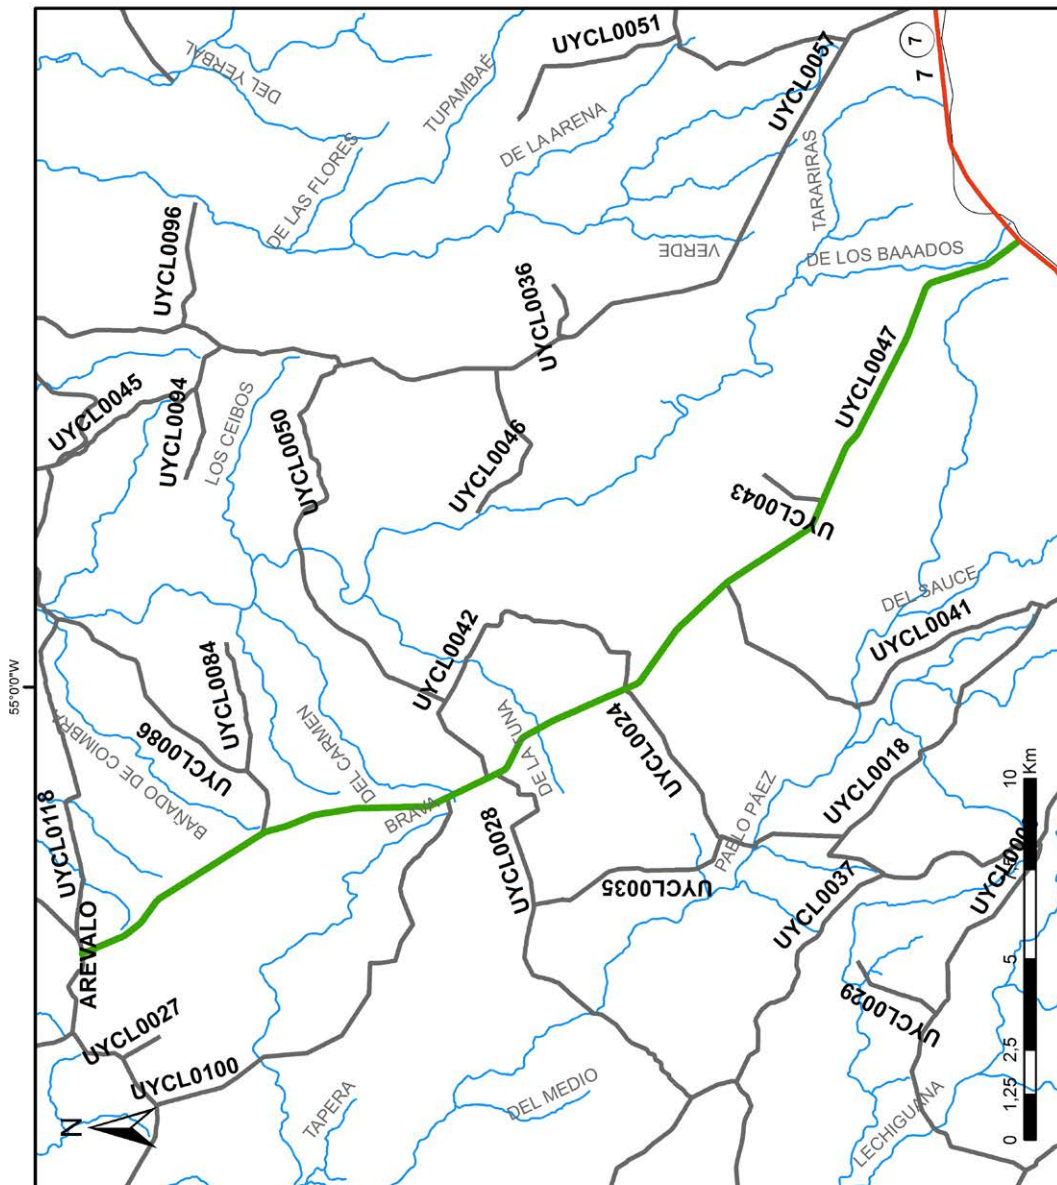 55°0'0"W
DEL YERBAL
UYCL0051
UYCL0057
7
7
TUPAMBAÉ
DE LA ARENA
DE LAS FLORES
TARARIRAS
UYCL0096
VERDE
DE LOS BAAADOS
UYCL0036
UYCL0045
UYCL0094
LOS CEIBOS
UYCL0050
UYCL0046
UYCL0047
UYCL0043
DEL SAUCE
UYCL0041
UYCL0042
UYCL0084
UYCL0086
BAÑADO DE COIMBRA
DEL CARMEN
DE LA TUNA
UYCL0024
BRAVA
UYCL0118
UYCL0028
UYCL0018
PABLO PÁEZ
UYCL0035
UYCL0037
AREVALO
UYCL0027
UYCL0100
UYCL0029
N
TAPERA
DEL MEDIO
LECHIGUANA
0 1,25 2,5 5 10
Km